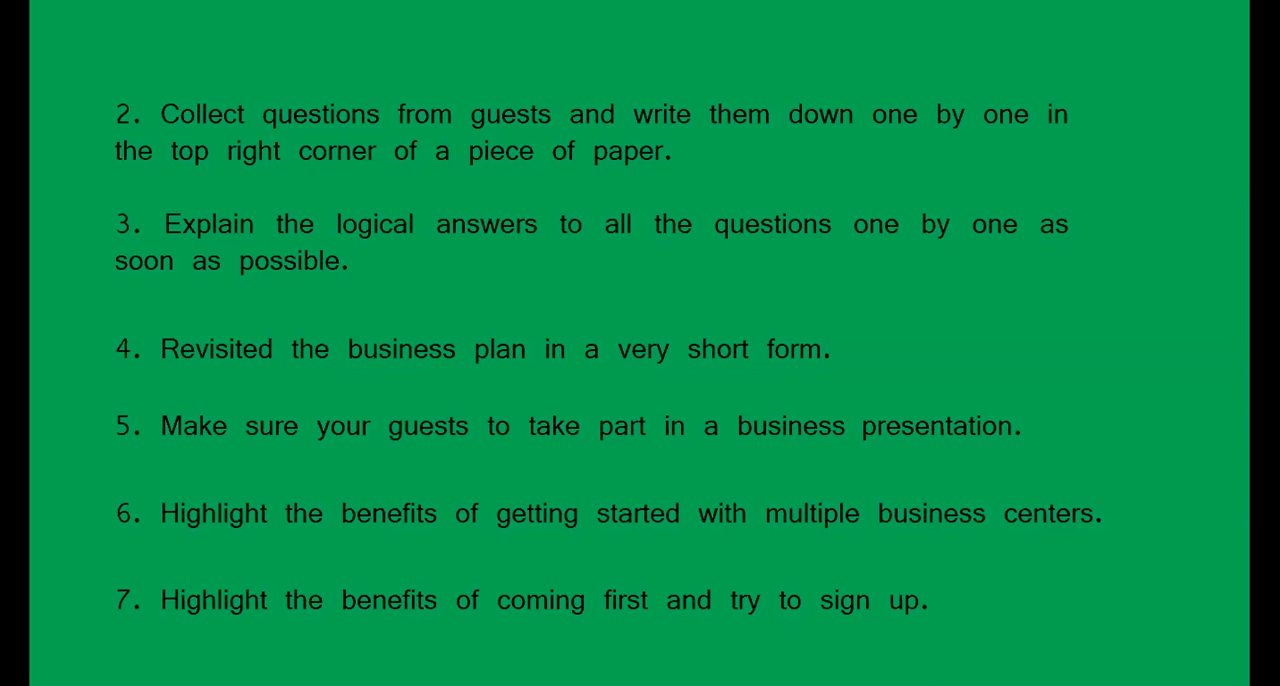 2. Collect questions from guests and write them down one by one in
the top right corner of a piece of paper.
3. Explain the logical answers to all the questions one by one as
soon as possible.
4. Revisited the business plan in a very short form.
5. Make sure your guests to take part in a business presentation.
6. Highlight the benefits of getting started with multiple business centers.
7. Highlight the benefits of coming first and try to sign up.